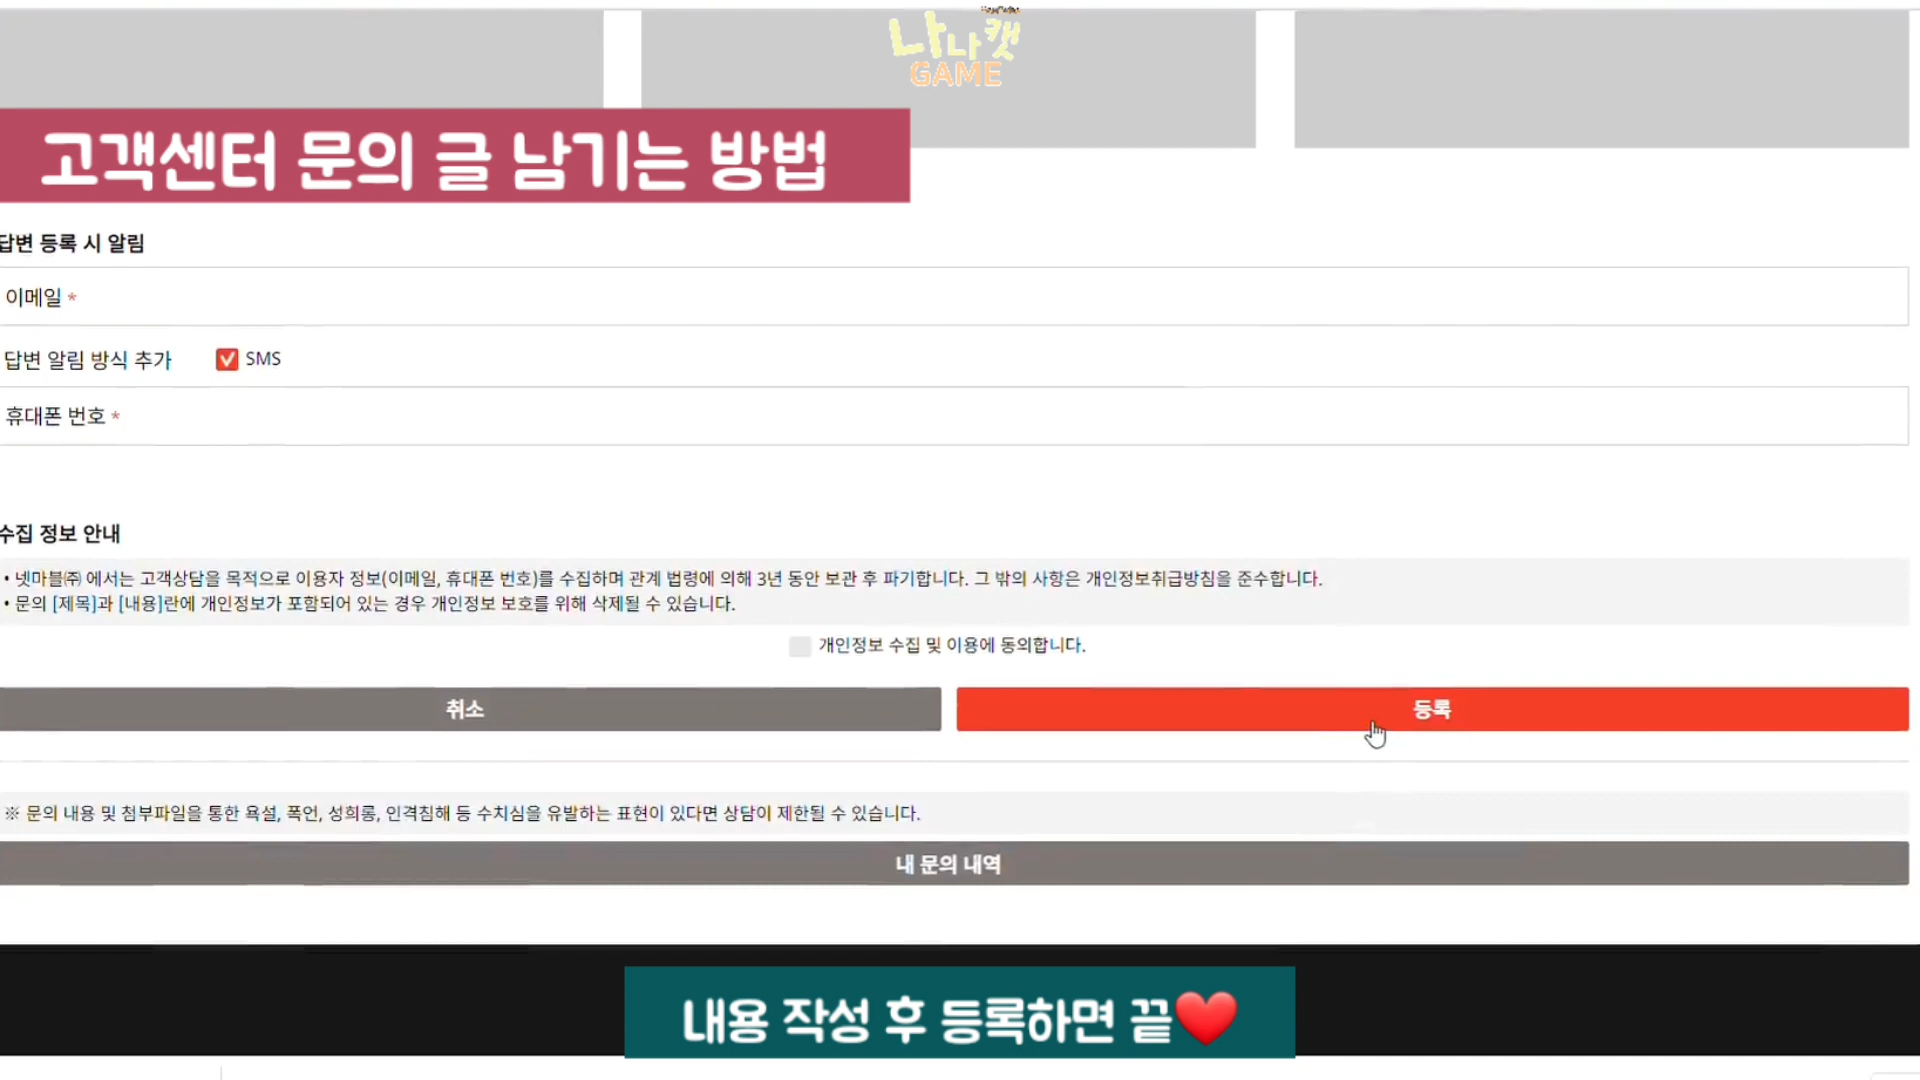 나나캣
GAME
고객센터 문의 글 남기는 방법
답변 등록 시 알림
이메일 *
답변 알림 방식 추가 SMS
휴대폰 번호 *
수집 정보 안내
• 넷마블㈜ 에서는 고객상담을 목적으로 이용자 정보(이메일, 휴대폰 번호)를 수집하며 관계 법령에 의해 3년 동안 보관 후 파기합니다. 그 밖의 사항은 개인정보취급방침을 준수합니다.
• 문의 [제목]과 [내용]란에 개인정보가 포함되어 있는 경우 개인정보 보호를 위해 삭제될 수 있습니다.
개인정보 수집 및 이용에 동의합니다.
취소 등록
※ 문의 내용 및 첨부파일을 통한 욕설, 폭언, 성희롱, 인격침해 등 수치심을 유발하는 표현이 있다면 상담이 제한될 수 있습니다.
내 문의 내역
내용 작성 후 등록하면 끝❤️